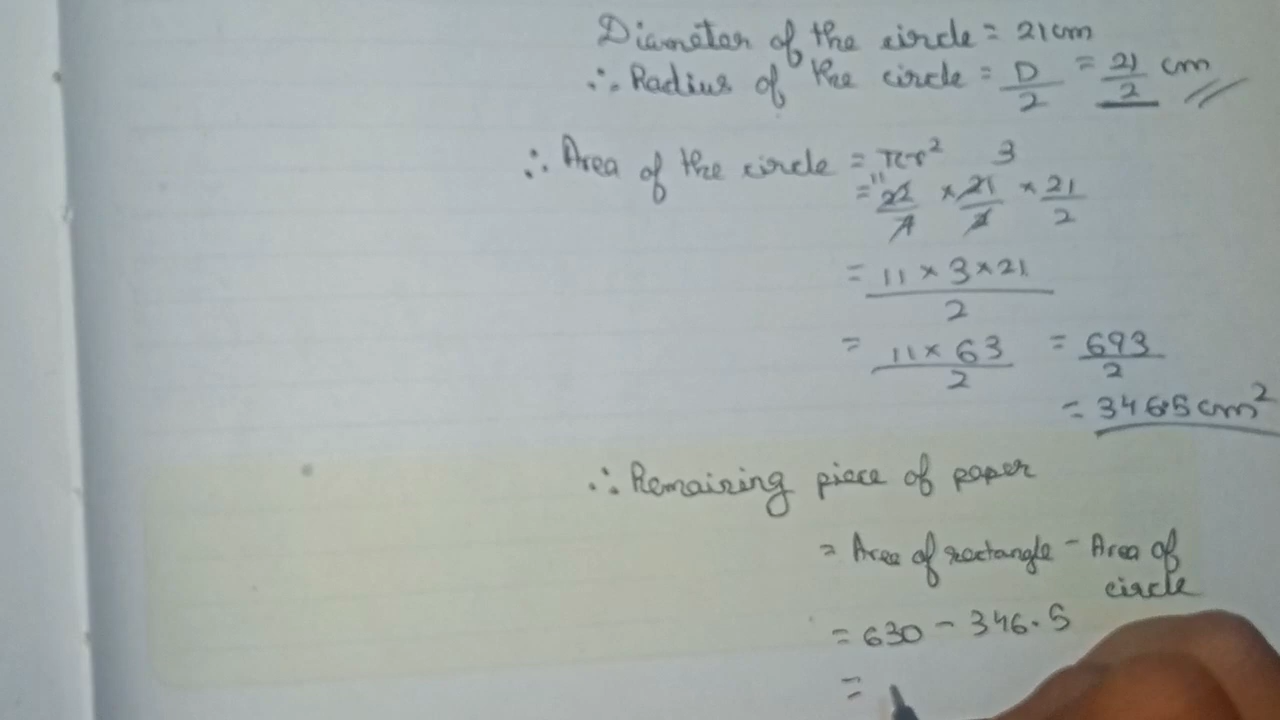 Diameter of the circle = 21cm
∴ Radius of the circle = D/2 = 21/2 cm //
∴ Area of the circle = πr² 3
= 11 22/7 × 21/2 × 21/2
= 11 × 3 × 21 / 2
= 11 × 63 / 2 = 693 / 2
= 346.5 cm²
∴ Remaining piece of paper
= Area of rectangle - Area of
circle
= 630 - 346.5
=